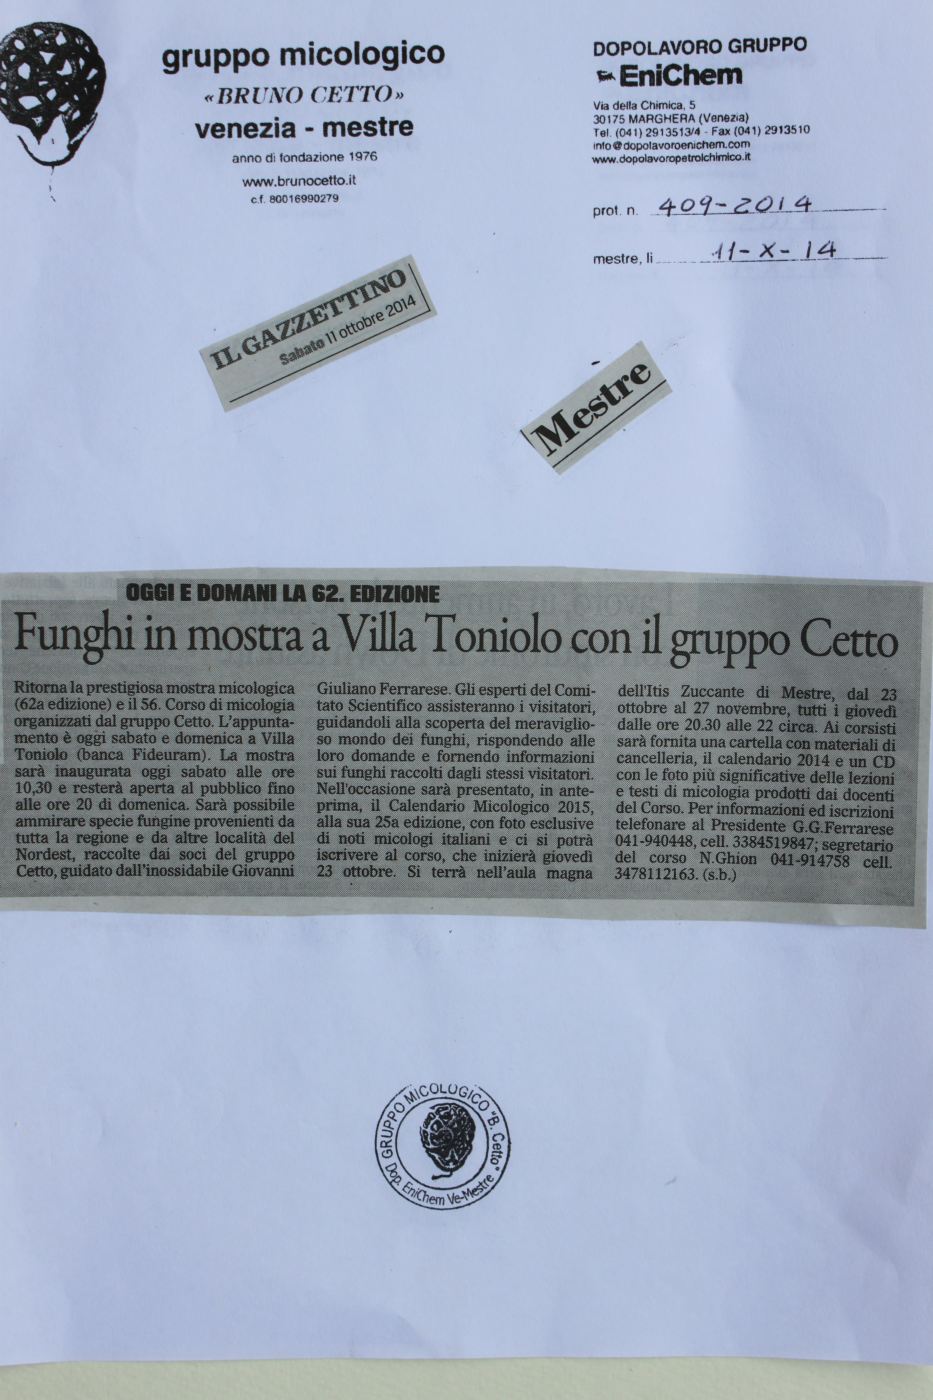 gruppo micologico
«BRUNO CETTO»
venezia - mestre
anno di fondazione 1976
www.brunocetto.it
c.f. 80016990279
DOPOLAVORO GRUPPO
EniChem
Via della Chimica, 5
30175 MARGHERA (Venezia)
Tel. (041) 2913513/4 - Fax (041) 2913510
info@dopolavoroenichem.com
www.dopolavoropetrolchimico.it
prot. n. 409-2014
mestre, li 11-X-14
IL GAZZETTINO
Sabato 11 ottobre 2014
Mestre
OGGI E DOMANI LA 62. EDIZIONE
Funghi in mostra a Villa Toniolo con il gruppo Cetto
Ritorna la prestigiosa mostra micologica
(62a edizione) e il 56. Corso di micologia
organizzati dal gruppo Cetto. L'appunta-
mento è oggi sabato e domenica a Villa
Toniolo (banca Fideuram). La mostra
sarà inaugurata oggi sabato alle ore
10,30 e resterà aperta al pubblico fino
alle ore 20 di domenica. Sarà possibile
ammirare specie fungine provenienti da
tutta la regione e da altre località del
Nordest, raccolte dai soci del gruppo
Cetto, guidato dall'inossidabile Giovanni
Giuliano Ferrarese. Gli esperti del Comi-
tato Scientifico assisteranno i visitatori,
guidandoli alla scoperta del meraviglio-
so mondo dei funghi, rispondendo alle
loro domande e fornendo informazioni
sui funghi raccolti dagli stessi visitatori.
Nell'occasione sarà presentato, in ante-
prima, il Calendario Micologico 2015,
alla sua 25a edizione, con foto esclusive
di noti micologi italiani e ci si potrà
iscrivere al corso, che inizierà giovedì
23 ottobre. Si terrà nell'aula magna
dell'Itis Zuccante di Mestre, dal 23
ottobre al 27 novembre, tutti i giovedì
dalle ore 20.30 alle 22 circa. Ai corsisti
sarà fornita una cartella con materiali di
cancelleria, il calendario 2014 e un CD
con le foto più significative delle lezioni
e testi di micologia prodotti dai docenti
del Corso. Per informazioni ed iscrizioni
telefonare al Presidente G.G.Ferrarese
041-940448, cell. 3384519847; segretario
del corso N.Ghion 041-914758 cell.
3478112163. (s.b.)
GRUPPO MICOLOGICO "B. Cetto"
Dop. EniChem Ve-Mestre